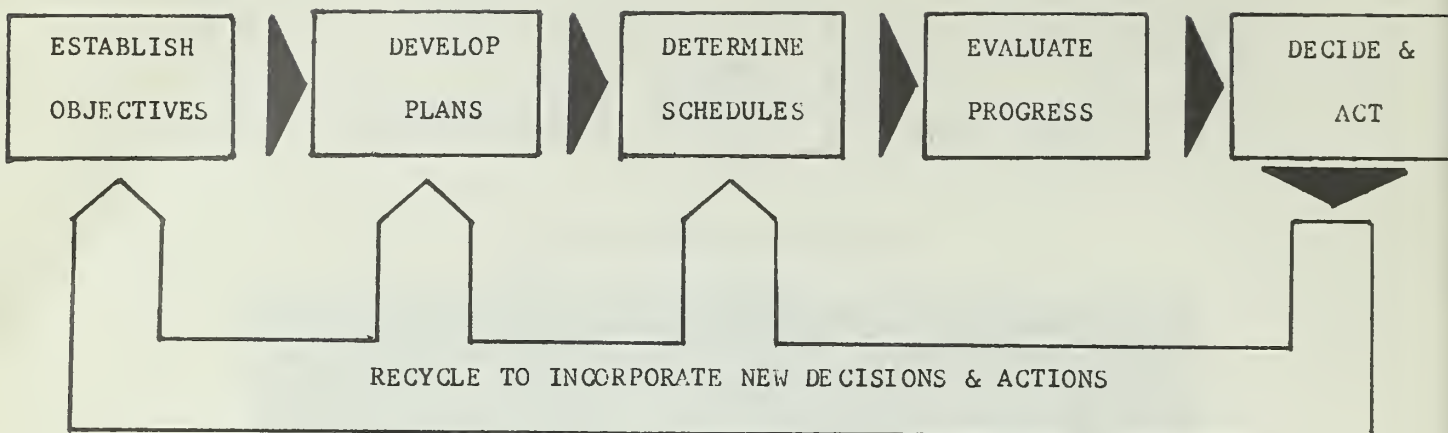 ESTABLISH
OBJECTIVES
DEVELOP
PLANS
DETERMINE
SCHEDULES
EVALUATE
PROGRESS
DECIDE &
ACT
RECYCLE TO INCORPORATE NEW DECISIONS & ACTIONS